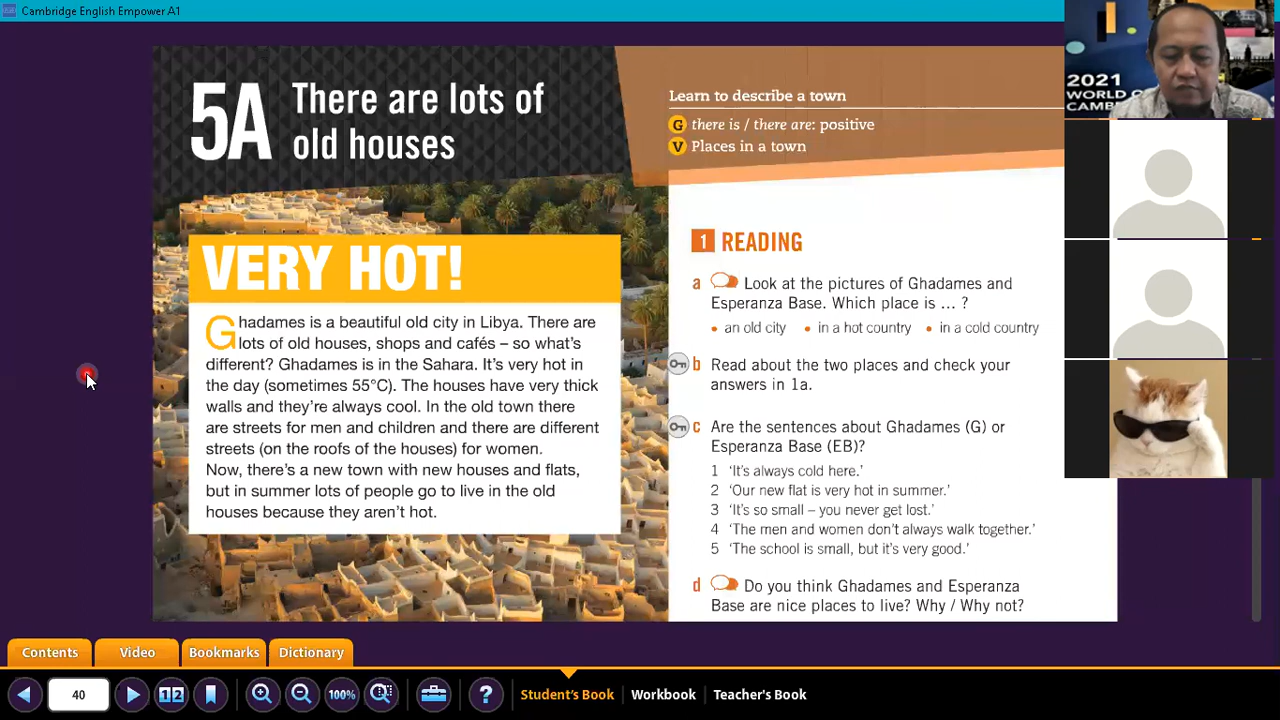 Cambridge English Empower A1
5A There are lots of
old houses
VERY HOT!
Ghadames is a beautiful old city in Libya. There are
lots of old houses, shops and cafés – so what's
different? Ghadames is in the Sahara. It's very hot in
the day (sometimes 55°C). The houses have very thick
walls and they're always cool. In the old town there
are streets for men and children and there are different
streets (on the roofs of the houses) for women.
Now, there's a new town with new houses and flats,
but in summer lots of people go to live in the old
houses because they aren't hot.
Learn to describe a town
G there is / there are: positive
V Places in a town
1 READING
a Look at the pictures of Ghadames and
Esperanza Base. Which place is … ?
• an old city • in a hot country • in a cold country
b Read about the two places and check your
answers in 1a.
c Are the sentences about Ghadames (G) or
Esperanza Base (EB)?
1 'It's always cold here.'
2 'Our new flat is very hot in summer.'
3 'It's so small – you never get lost.'
4 'The men and women don't always walk together.'
5 'The school is small, but it's very good.'
d Do you think Ghadames and Esperanza
Base are nice places to live? Why / Why not?
2021
WORLD
CAMB
Contents Video Bookmarks Dictionary
40 12 100% ? Student's Book Workbook Teacher's Book